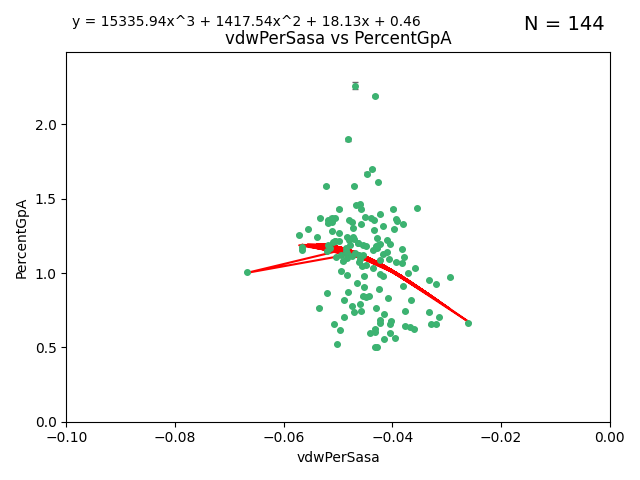 y = 15335.94x^3 + 1417.54x^2 + 18.13x + 0.46
N = 144
vdwPerSasa vs PercentGpA
PercentGpA
2.0
1.5
1.0
0.5
0.0
−0.10
−0.08
−0.06
−0.04
−0.02
0.00
vdwPerSasa